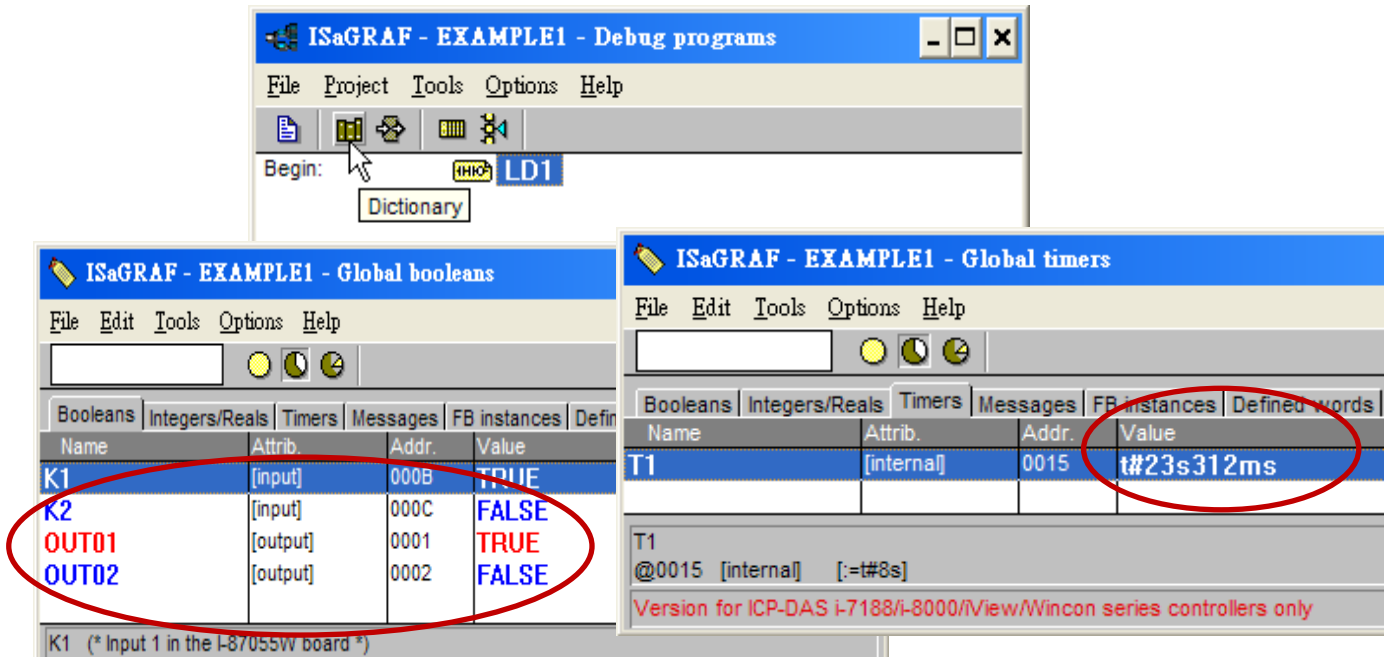 ISaGRAF - EXAMPLE1 - Debug programs
File Project Tools Options Help
Begin: LD1
Dictionary
ISaGRAF - EXAMPLE1 - Global booleans
File Edit Tools Options Help
Booleans Integers/Reals Timers Messages FB instances Defin
Name Attrib. Addr. Value
K1 [input] 000B TRUE
K2 [input] 000C FALSE
OUT01 [output] 0001 TRUE
OUT02 [output] 0002 FALSE
K1 (* Input 1 in the I-87055W board *)
ISaGRAF - EXAMPLE1 - Global timers
File Edit Tools Options Help
Booleans Integers/Reals Timers Messages FB instances Defined words
Name Attrib. Addr. Value
T1 [internal] 0015 t#23s312ms
T1
@0015 [internal] [:=t#8s]
Version for ICP-DAS i-7188/i-8000/iView/Wincon series controllers only